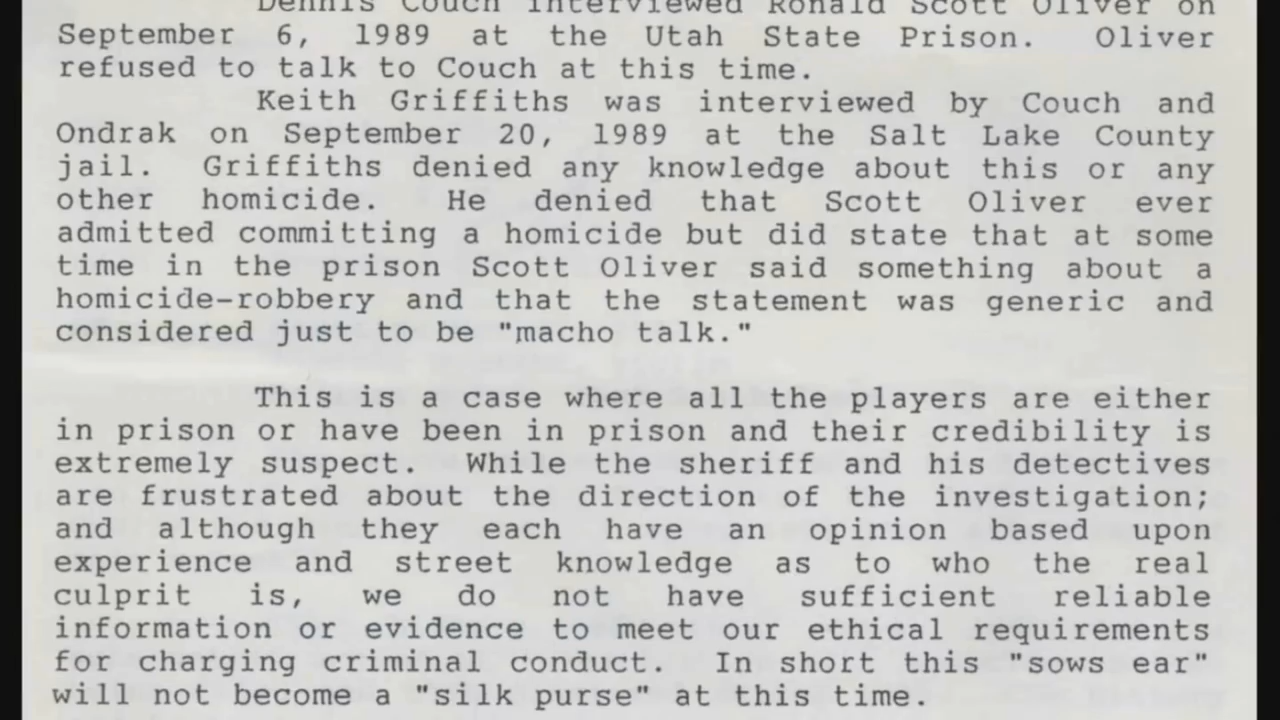 Dennis Couch interviewed Ronald Scott Oliver on
September 6, 1989 at the Utah State Prison. Oliver
refused to talk to Couch at this time.
Keith Griffiths was interviewed by Couch and
Ondrak on September 20, 1989 at the Salt Lake County
jail. Griffiths denied any knowledge about this or any
other homicide. He denied that Scott Oliver ever
admitted committing a homicide but did state that at some
time in the prison Scott Oliver said something about a
homicide-robbery and that the statement was generic and
considered just to be "macho talk."
This is a case where all the players are either
in prison or have been in prison and their credibility is
extremely suspect. While the sheriff and his detectives
are frustrated about the direction of the investigation;
and although they each have an opinion based upon
experience and street knowledge as to who the real
culprit is, we do not have sufficient reliable
information or evidence to meet our ethical requirements
for charging criminal conduct. In short this "sows ear"
will not become a "silk purse" at this time.